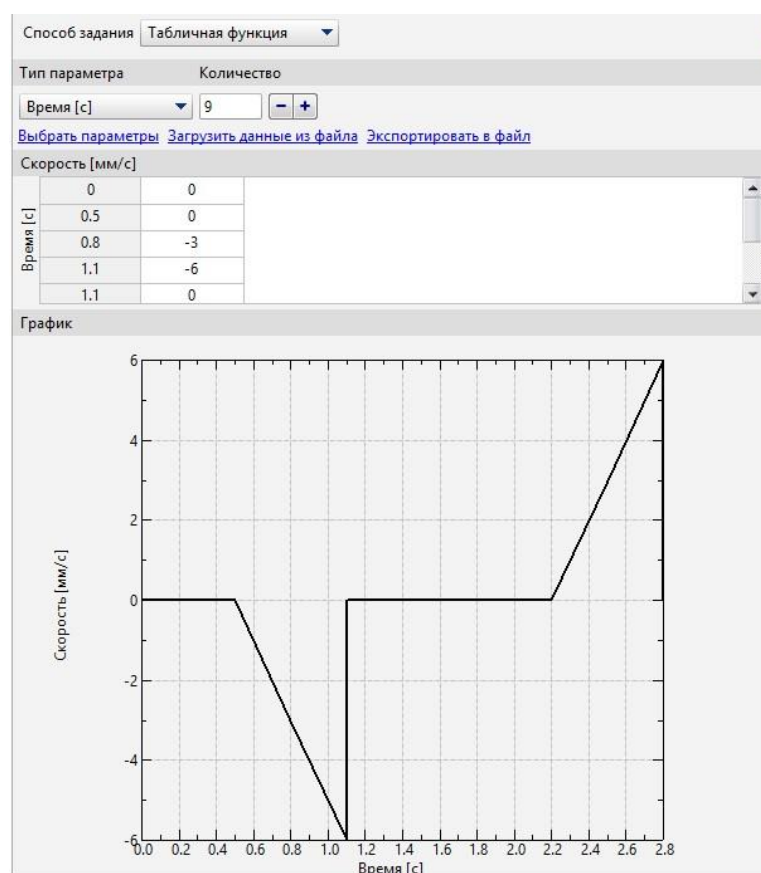 Способ задания Табличная функция
Тип параметра Количество
Время [с] 9 − +
Выбрать параметры Загрузить данные из файла Экспортировать в файл
Скорость [мм/с]
Время [с]
0 0
0.5 0
0.8 -3
1.1 -6
1.1 0
График
6
4
2
0
-2
-4
-6
Скорость [мм/с]
0.0 0.2 0.4 0.6 0.8 1.0 1.2 1.4 1.6 1.8 2.0 2.2 2.4 2.6 2.8
Время [с]